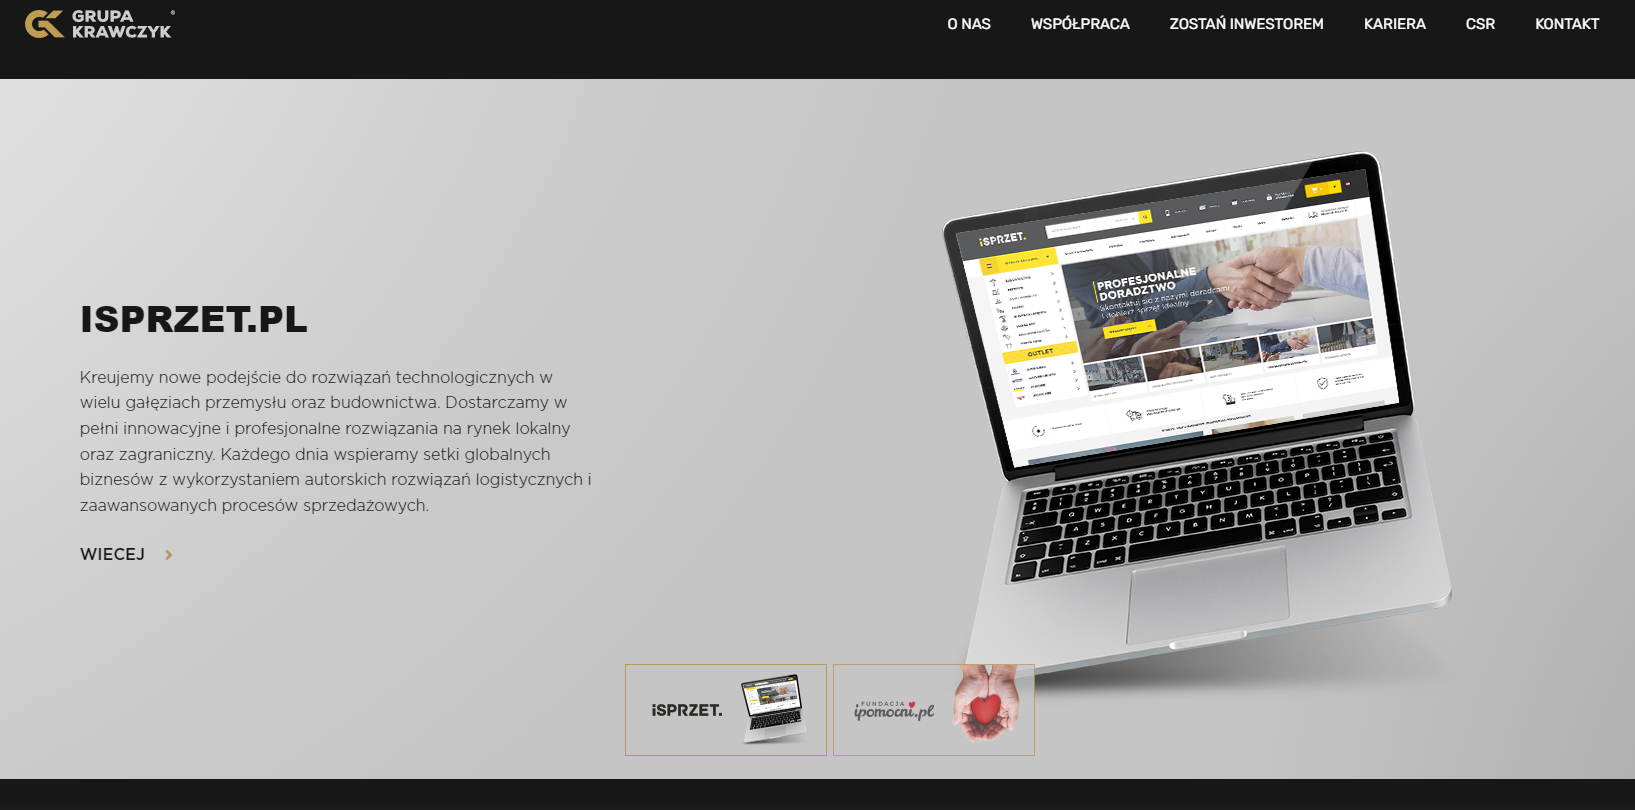 GRUPA
KRAWCZYK
®
O NAS
WSPÓŁPRACA
ZOSTAŃ INWESTOREM
KARIERA
CSR
KONTAKT
ISPRZET.PL
Kreujemy nowe podejście do rozwiązań technologicznych w
wielu gałęziach przemysłu oraz budownictwa. Dostarczamy w
pełni innowacyjne i profesjonalne rozwiązania na rynek lokalny
oraz zagraniczny. Każdego dnia wspieramy setki globalnych
biznesów z wykorzystaniem autorskich rozwiązań logistycznych i
zaawansowanych procesów sprzedażowych.
WIECEJ
iSPRZET.
PROFESJONALNE
DORADZTWO
Skontaktuj się z naszymi doradcami
i dobierz sprzęt idealny
OUTLET
iSPRZET.
FUNDACJA
ipomocni.pl